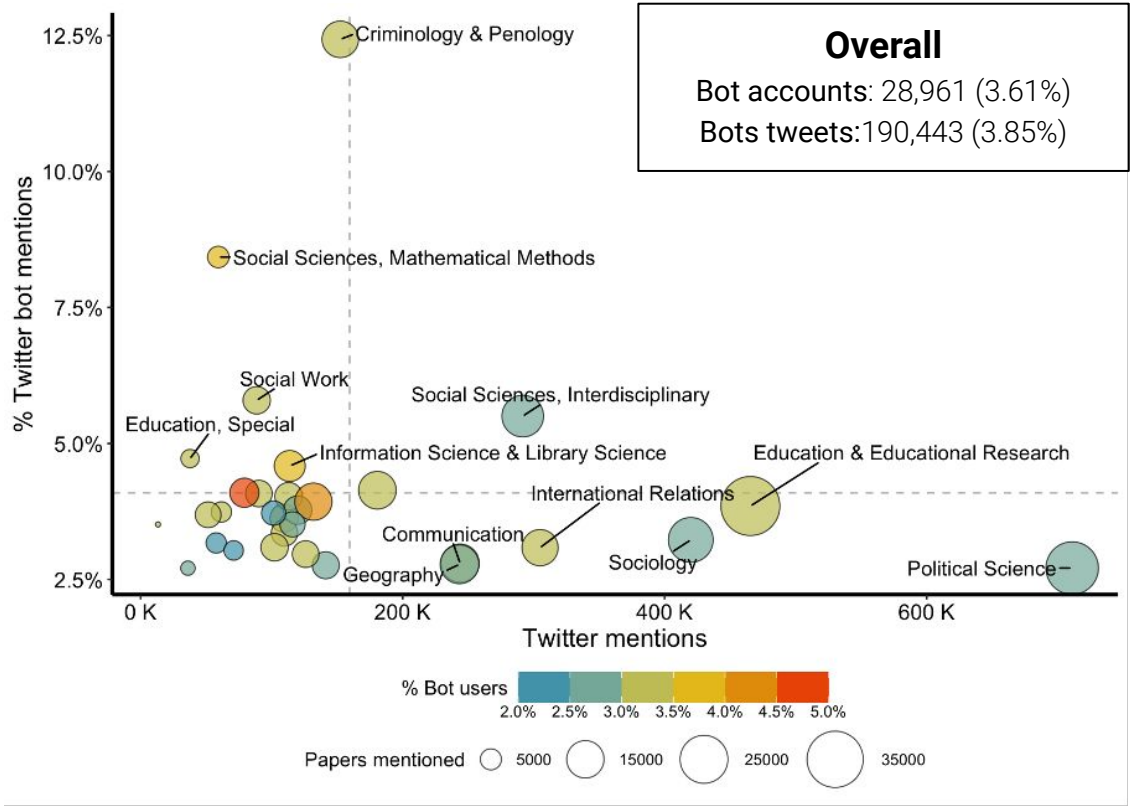 Overall
Bot accounts: 28,961 (3.61%)
Bots tweets:190,443 (3.85%)
% Twitter bot mentions
12.5%
10.0%
7.5%
5.0%
2.5%
Criminology & Penology
Social Sciences, Mathematical Methods
Social Work
Social Sciences, Interdisciplinary
Education, Special
Information Science & Library Science
Education & Educational Research
International Relations
Communication
Sociology
Geography
Political Science
0 K 200 K 400 K 600 K
Twitter mentions
% Bot users
2.0% 2.5% 3.0% 3.5% 4.0% 4.5% 5.0%
Papers mentioned 5000 15000 25000 35000